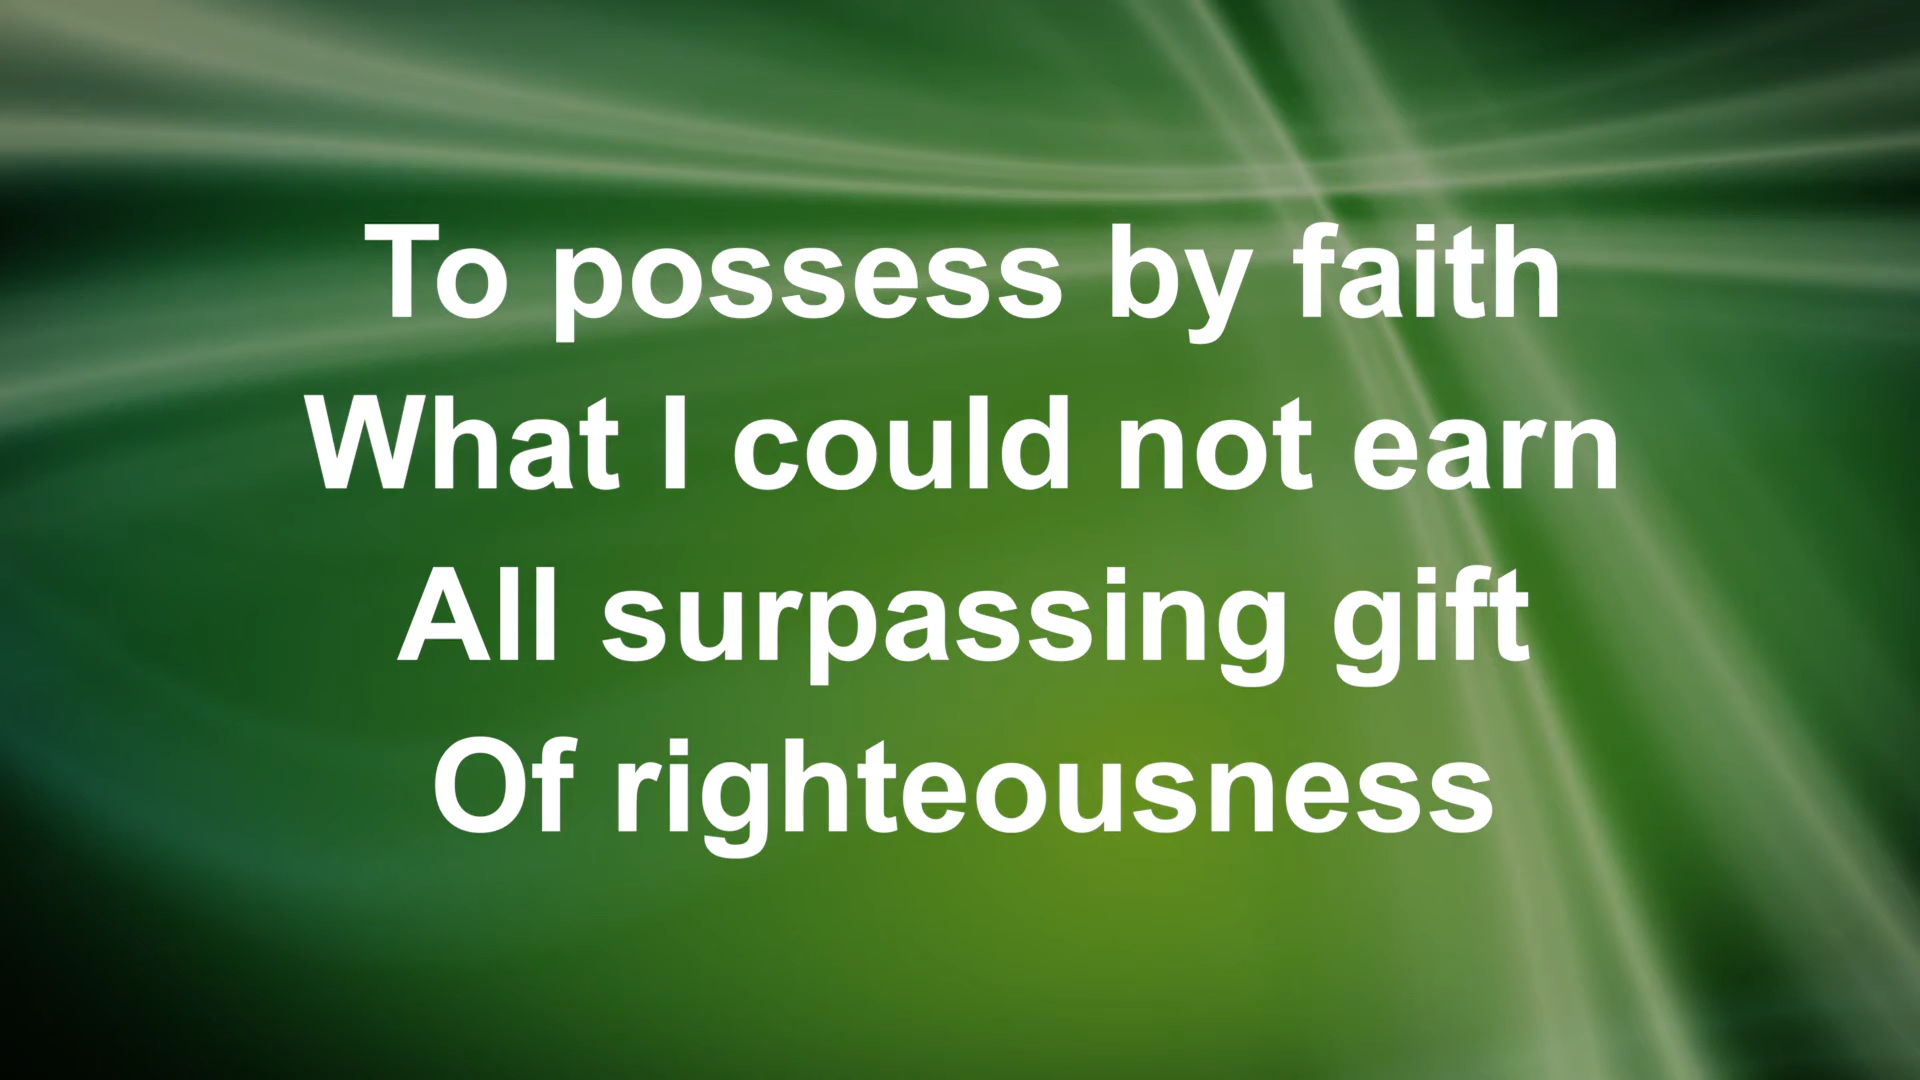 To possess by faith
What I could not earn
All surpassing gift
Of righteousness